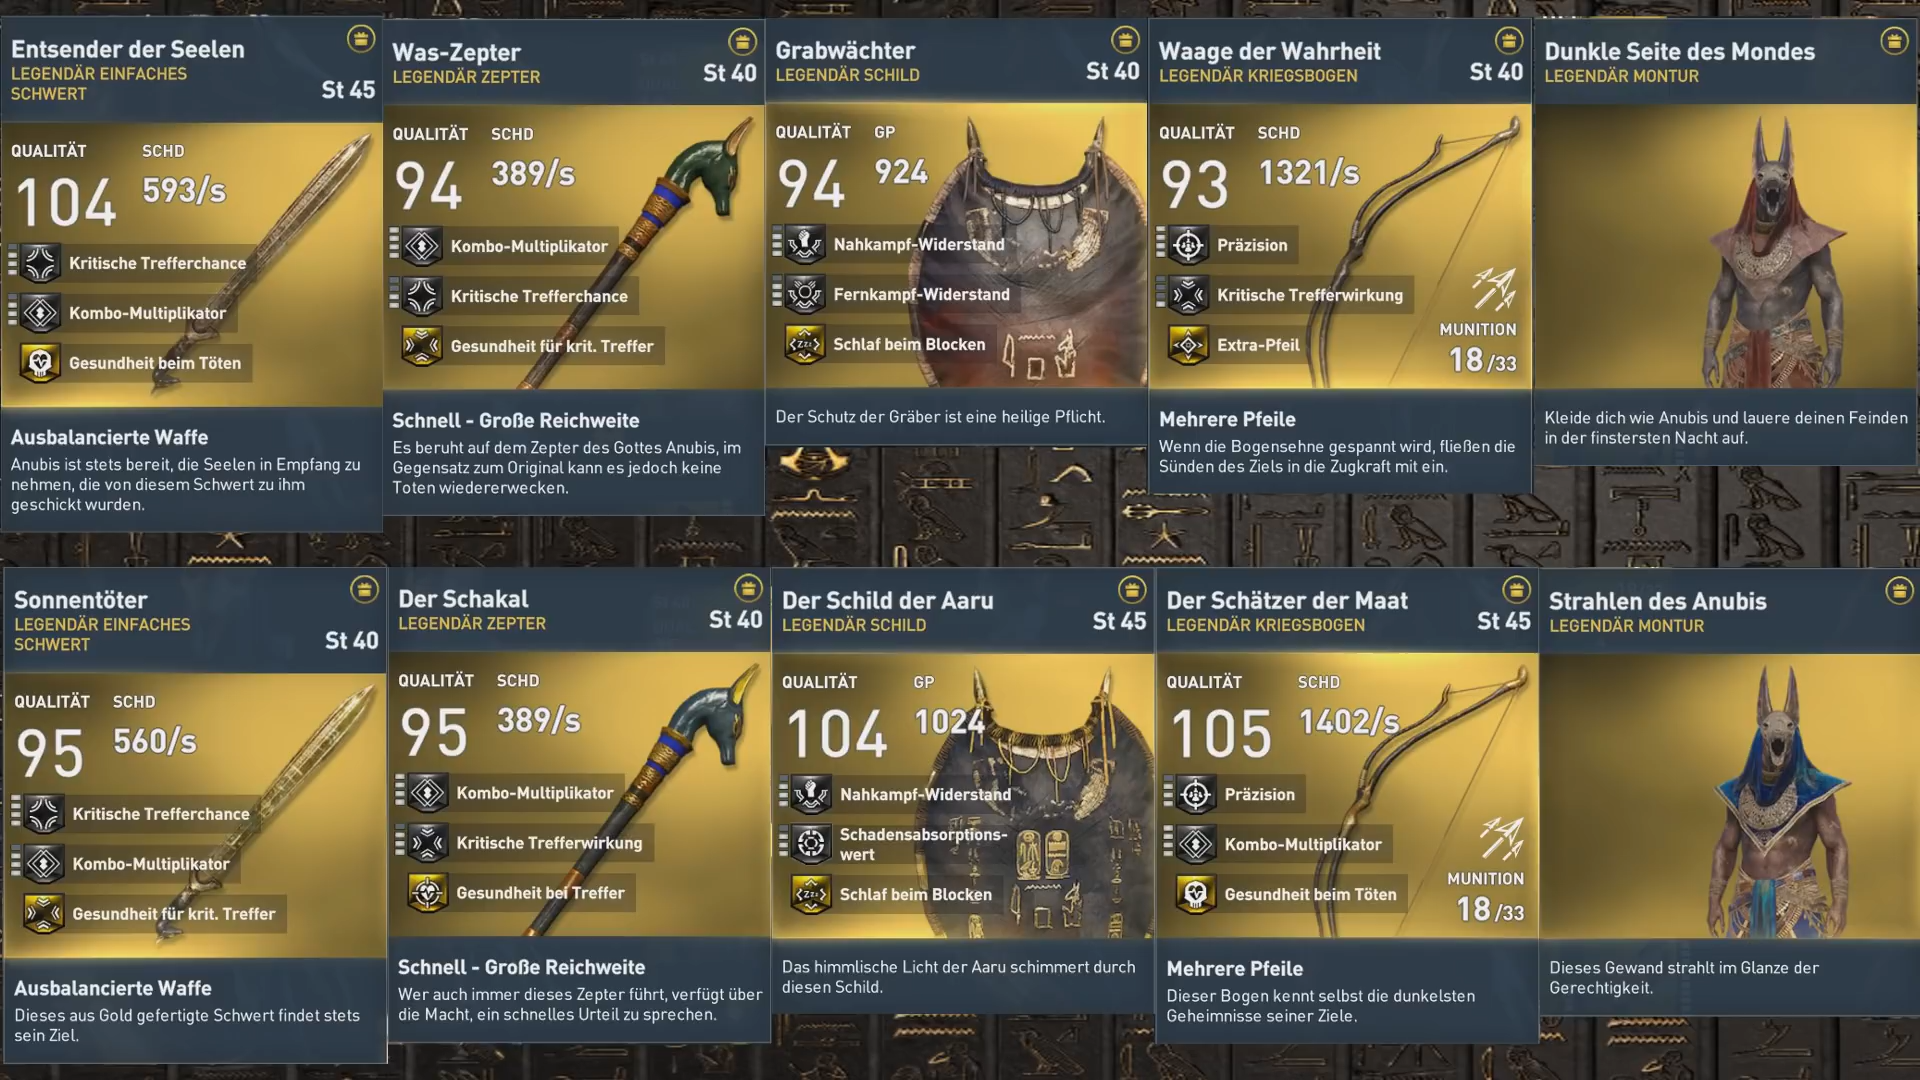 Entsender der Seelen
LEGENDÄR EINFACHES
SCHWERT
St 45
QUALITÄT SCHD
104 593/s
Kritische Trefferchance
Kombo-Multiplikator
Gesundheit beim Töten
Ausbalancierte Waffe
Anubis ist stets bereit, die Seelen in Empfang zu
nehmen, die von diesem Schwert zu ihm
geschickt wurden.
Was-Zepter
LEGENDÄR ZEPTER
St 40
QUALITÄT SCHD
94 389/s
Kombo-Multiplikator
Kritische Trefferchance
Gesundheit für krit. Treffer
Schnell - Große Reichweite
Es beruht auf dem Zepter des Gottes Anubis, im
Gegensatz zum Original kann es jedoch keine
Toten wiedererwecken.
Grabwächter
LEGENDÄR SCHILD
St 40
QUALITÄT GP
94 924
Nahkampf-Widerstand
Fernkampf-Widerstand
Schlaf beim Blocken
Der Schutz der Gräber ist eine heilige Pflicht.
Waage der Wahrheit
LEGENDÄR KRIEGSBOGEN
St 40
QUALITÄT SCHD
93 1321/s
Präzision
Kritische Trefferwirkung
Extra-Pfeil
MUNITION
18/33
Mehrere Pfeile
Wenn die Bogensehne gespannt wird, fließen die
Sünden des Ziels in die Zugkraft mit ein.
Dunkle Seite des Mondes
LEGENDÄR MONTUR
Kleide dich wie Anubis und lauere deinen Feinden
in der finstersten Nacht auf.
Sonnentöter
LEGENDÄR EINFACHES
SCHWERT
St 40
QUALITÄT SCHD
95 560/s
Kritische Trefferchance
Kombo-Multiplikator
Gesundheit für krit. Treffer
Ausbalancierte Waffe
Dieses aus Gold gefertigte Schwert findet stets
sein Ziel.
Der Schakal
LEGENDÄR ZEPTER
St 40
QUALITÄT SCHD
95 389/s
Kombo-Multiplikator
Kritische Trefferwirkung
Gesundheit bei Treffer
Schnell - Große Reichweite
Wer auch immer dieses Zepter führt, verfügt über
die Macht, ein schnelles Urteil zu sprechen.
Der Schild der Aaru
LEGENDÄR SCHILD
St 45
QUALITÄT GP
104 1024
Nahkampf-Widerstand
Schadensabsorptions-
wert
Schlaf beim Blocken
Das himmlische Licht der Aaru schimmert durch
diesen Schild.
Der Schätzer der Maat
LEGENDÄR KRIEGSBOGEN
St 45
QUALITÄT SCHD
105 1402/s
Präzision
Kombo-Multiplikator
Gesundheit beim Töten
MUNITION
18/33
Mehrere Pfeile
Dieser Bogen kennt selbst die dunkelsten
Geheimnisse seiner Ziele.
Strahlen des Anubis
LEGENDÄR MONTUR
Dieses Gewand strahlt im Glanze der
Gerechtigkeit.